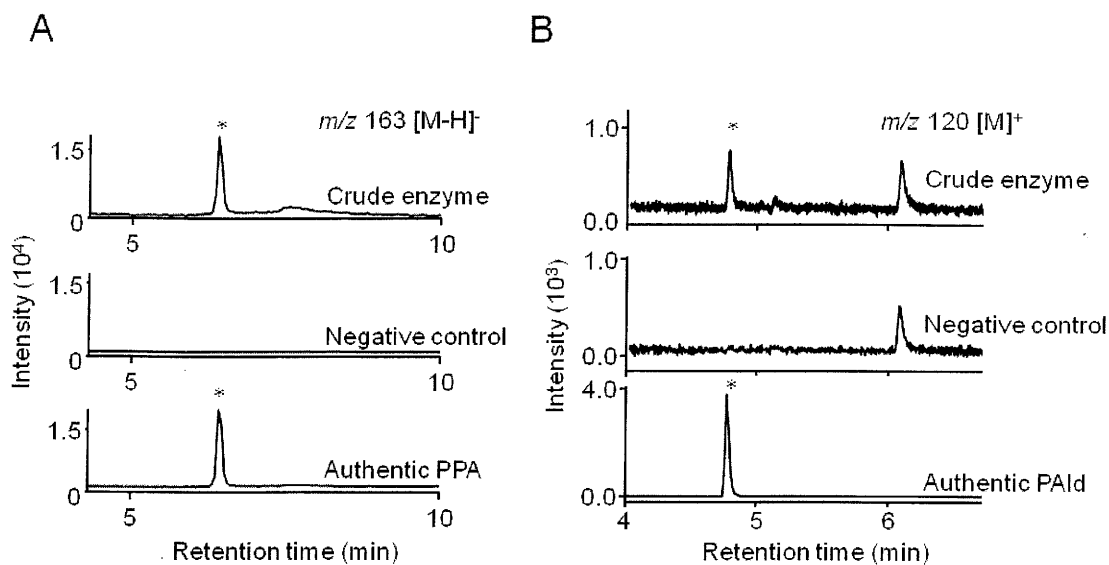 A
B
m/z 163 [M-H]-
*
1.5
Crude enzyme
0
5
10
1.5
Negative control
0
5
10
*
1.5
Authentic PPA
0
5
10
Intensity (10⁴)
Retention time (min)
m/z 120 [M]+
*
1.0
Crude enzyme
0.0
1.0
Negative control
0.0
*
4.0
Authentic PAld
0.0
4
5
6
Intensity (10³)
Retention time (min)